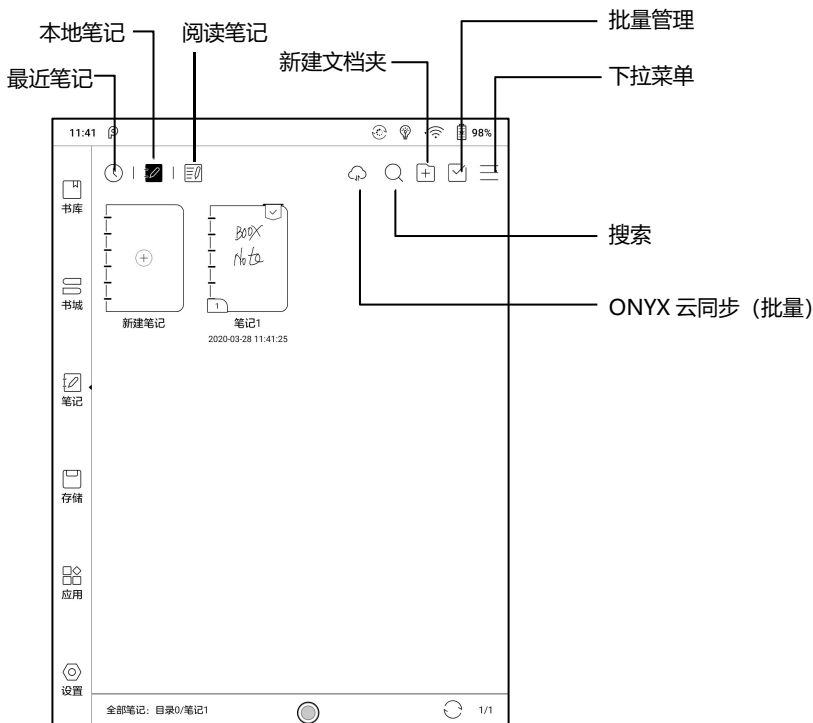 批量管理
本地笔记
阅读笔记
新建文档夹
最近笔记
下拉菜单
11:41
98%
书库
搜索
BOOX
Note
1
书城
ONYX 云同步（批量）
新建笔记
笔记1
2020-03-28 11:41:25
笔记
存储
应用
设置
全部笔记：目录0/笔记1
1/1